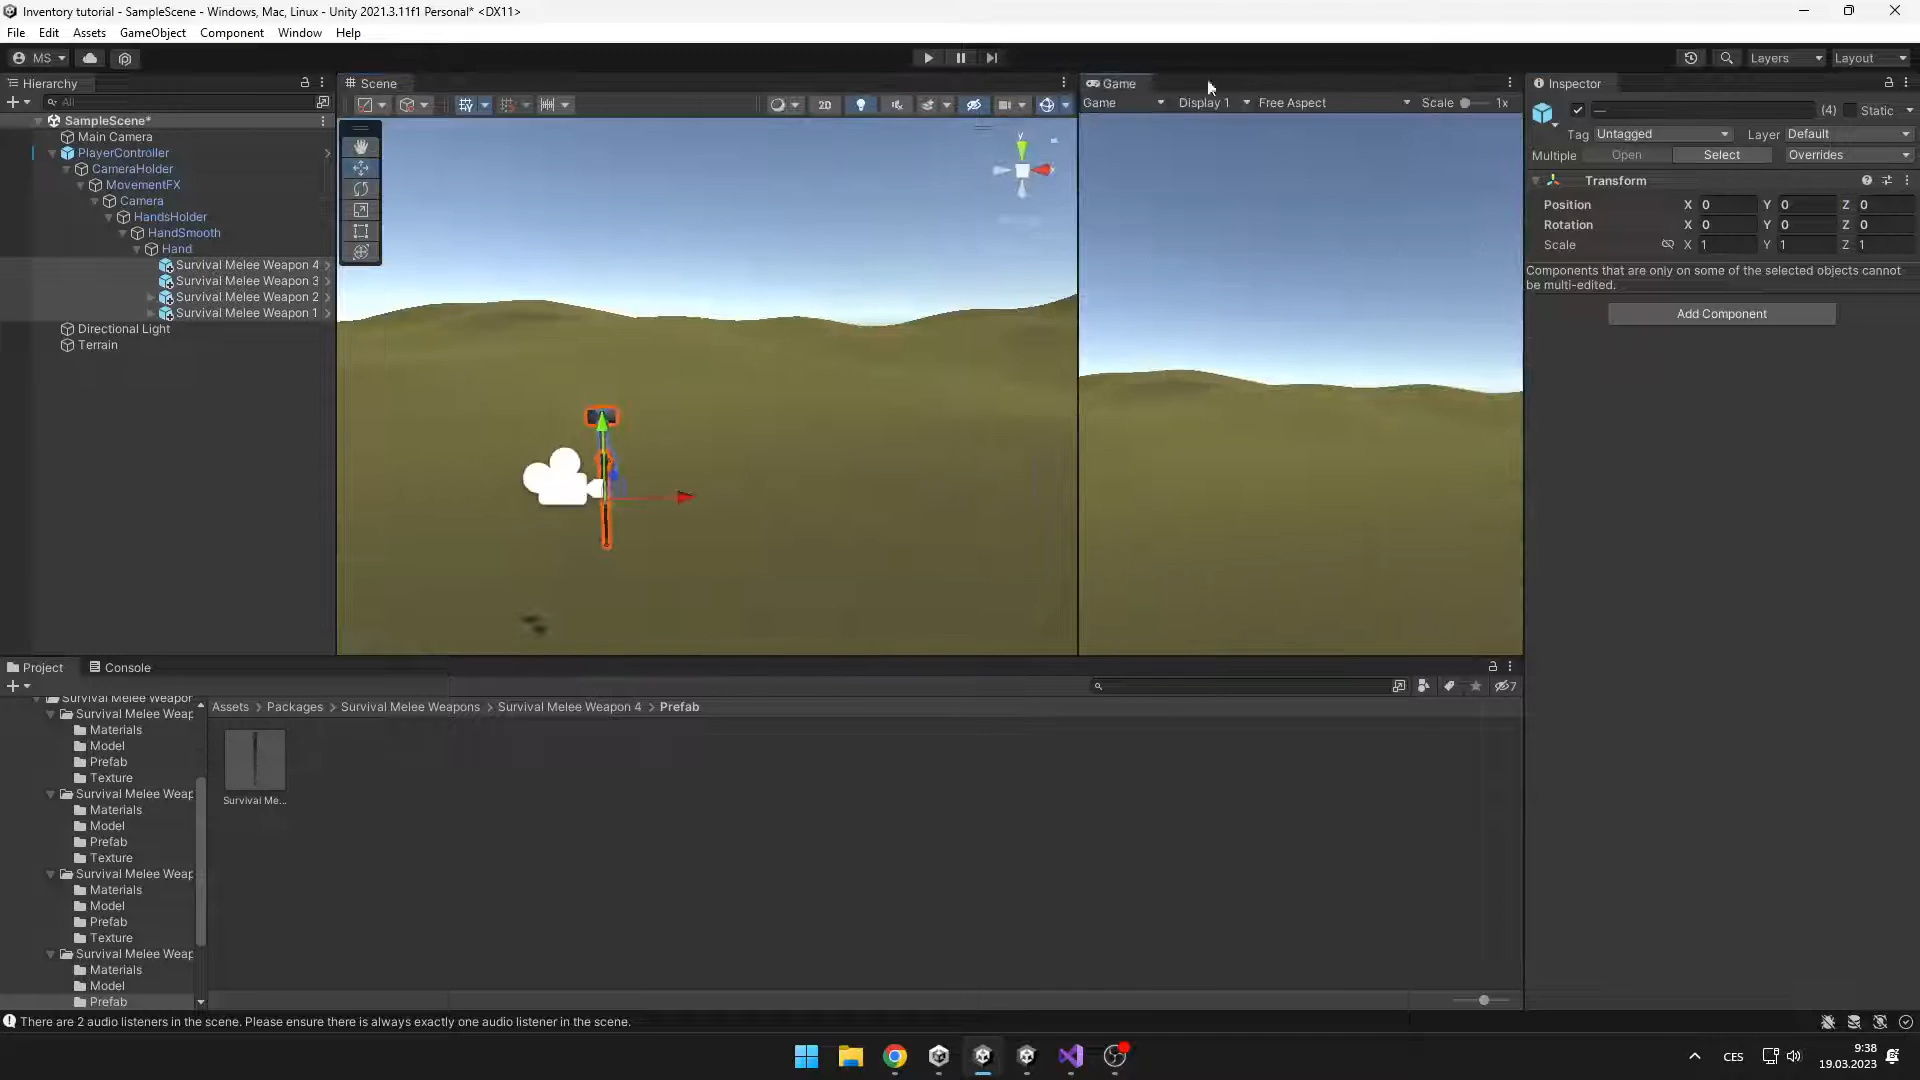 Inventory tutorial - SampleScene - Windows, Mac, Linux - Unity 2021.3.11f1 Personal* <DX11>
File Edit Assets GameObject Component Window Help
MS Layers Layout
Hierarchy
All
SampleScene*
Main Camera
PlayerController
CameraHolder
MovementFX
Camera
HandsHolder
HandSmooth
Hand
Survival Melee Weapon 4
Survival Melee Weapon 3
Survival Melee Weapon 2
Survival Melee Weapon 1
Directional Light
Terrain
Scene
2D
y
x
Game
Game Display 1 Free Aspect Scale 1x
Inspector
— (4) Static
Tag Untagged Layer Default
Multiple Open Select Overrides
Transform
Position X 0 Y 0 Z 0
Rotation X 0 Y 0 Z 0
Scale X 1 Y 1 Z 1
Components that are only on some of the selected objects cannot
be multi-edited.
Add Component
Project Console
7
Survival Melee Weapon
Survival Melee Weap
Materials
Model
Prefab
Texture
Survival Melee Weap
Materials
Model
Prefab
Texture
Survival Melee Weap
Materials
Model
Prefab
Texture
Survival Melee Weap
Materials
Model
Prefab
Assets > Packages > Survival Melee Weapons > Survival Melee Weapon 4 > Prefab
Survival Me...
There are 2 audio listeners in the scene. Please ensure there is always exactly one audio listener in the scene.
CES
9:38
19.03.2023